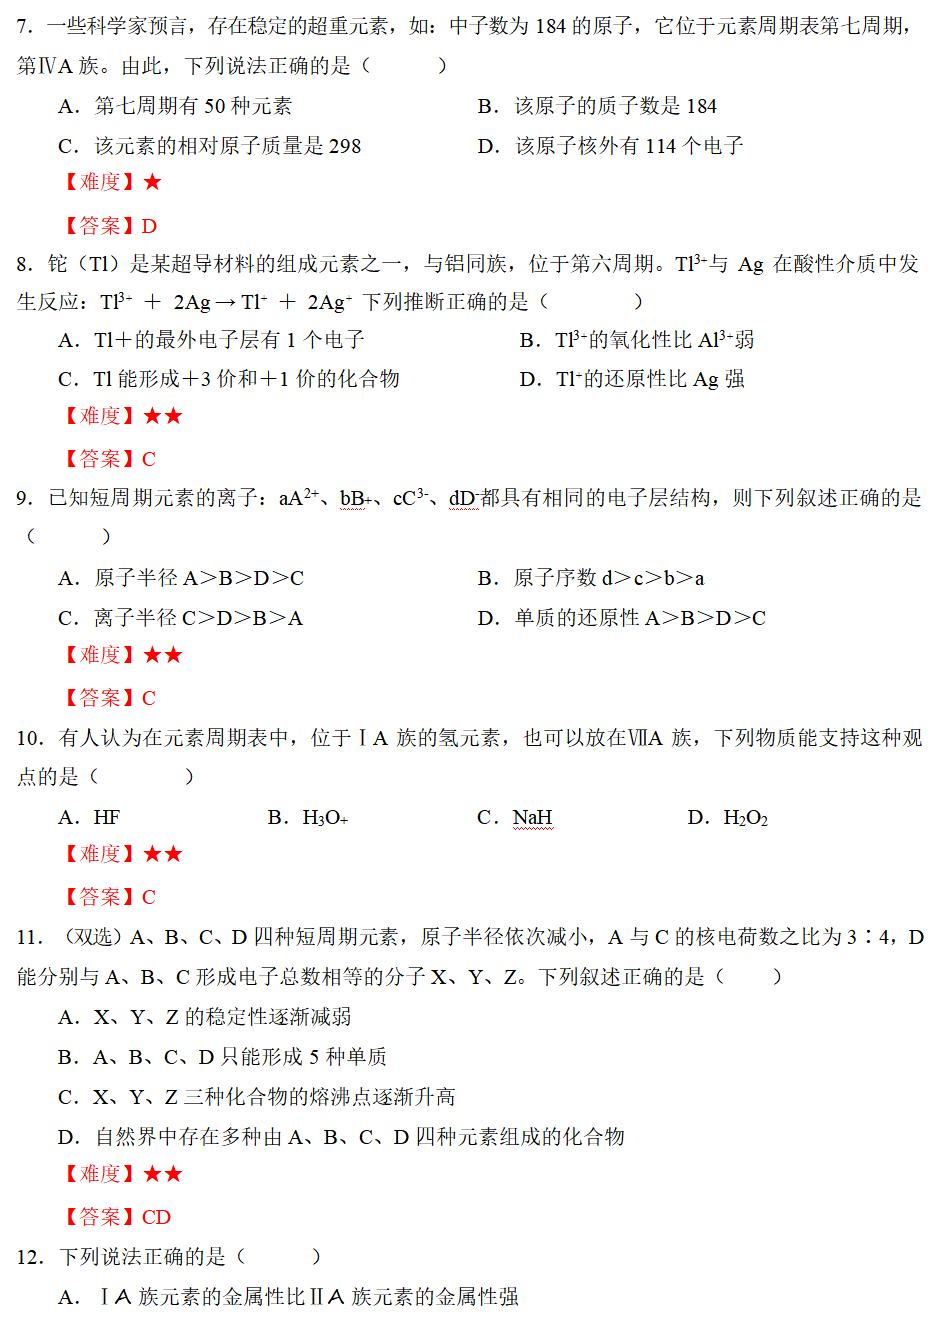 7．一些科学家预言，存在稳定的超重元素，如：中子数为 184 的原子，它位于元素周期表第七周期，
第ⅣA 族。由此，下列说法正确的是（　　）
A．第七周期有 50 种元素　　B．该原子的质子数是 184
C．该元素的相对原子质量是 298　　D．该原子核外有 114 个电子
【难度】★
【答案】D
8．铊（Tl）是某超导材料的组成元素之一，与铝同族，位于第六周期。Tl³⁺与 Ag 在酸性介质中发
生反应：Tl³⁺ ＋ 2Ag→Tl⁺ ＋ 2Ag⁺ 下列推断正确的是（　　）
A．Tl＋的最外电子层有 1 个电子　　B．Tl³⁺的氧化性比 Al³⁺弱
C．Tl 能形成＋3 价和＋1 价的化合物　　D．Tl⁺的还原性比 Ag 强
【难度】★★
【答案】C
9．已知短周期元素的离子：aA²⁺、bB₊、cC³⁻、dD⁻都具有相同的电子层结构，则下列叙述正确的是
（　　）
A．原子半径 A＞B＞D＞C　　B．原子序数 d＞c＞b＞a
C．离子半径 C＞D＞B＞A　　D．单质的还原性 A＞B＞D＞C
【难度】★★
【答案】C
10．有人认为在元素周期表中，位于ⅠA 族的氢元素，也可以放在ⅦA 族，下列物质能支持这种观
点的是（　　）
A．HF　　B．H₃O₊　　C．NaH　　D．H₂O₂
【难度】★★
【答案】C
11．（双选）A、B、C、D 四种短周期元素，原子半径依次减小，A 与 C 的核电荷数之比为 3∶4，D
能分别与 A、B、C 形成电子总数相等的分子 X、Y、Z。下列叙述正确的是（　　）
A．X、Y、Z 的稳定性逐渐减弱
B．A、B、C、D 只能形成 5 种单质
C．X、Y、Z 三种化合物的熔沸点逐渐升高
D．自然界中存在多种由 A、B、C、D 四种元素组成的化合物
【难度】★★
【答案】CD
12．下列说法正确的是（　　）
A．ⅠA 族元素的金属性比ⅡA 族元素的金属性强